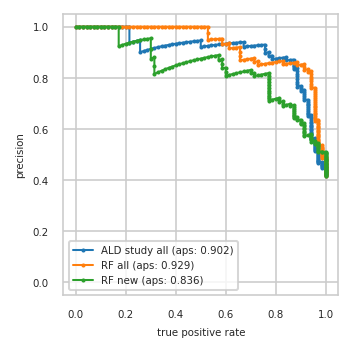 1.0
0.8
0.6
0.4
0.2
0.0
precision
ALD study all (aps: 0.902)
RF all (aps: 0.929)
RF new (aps: 0.836)
0.0 0.2 0.4 0.6 0.8 1.0
true positive rate